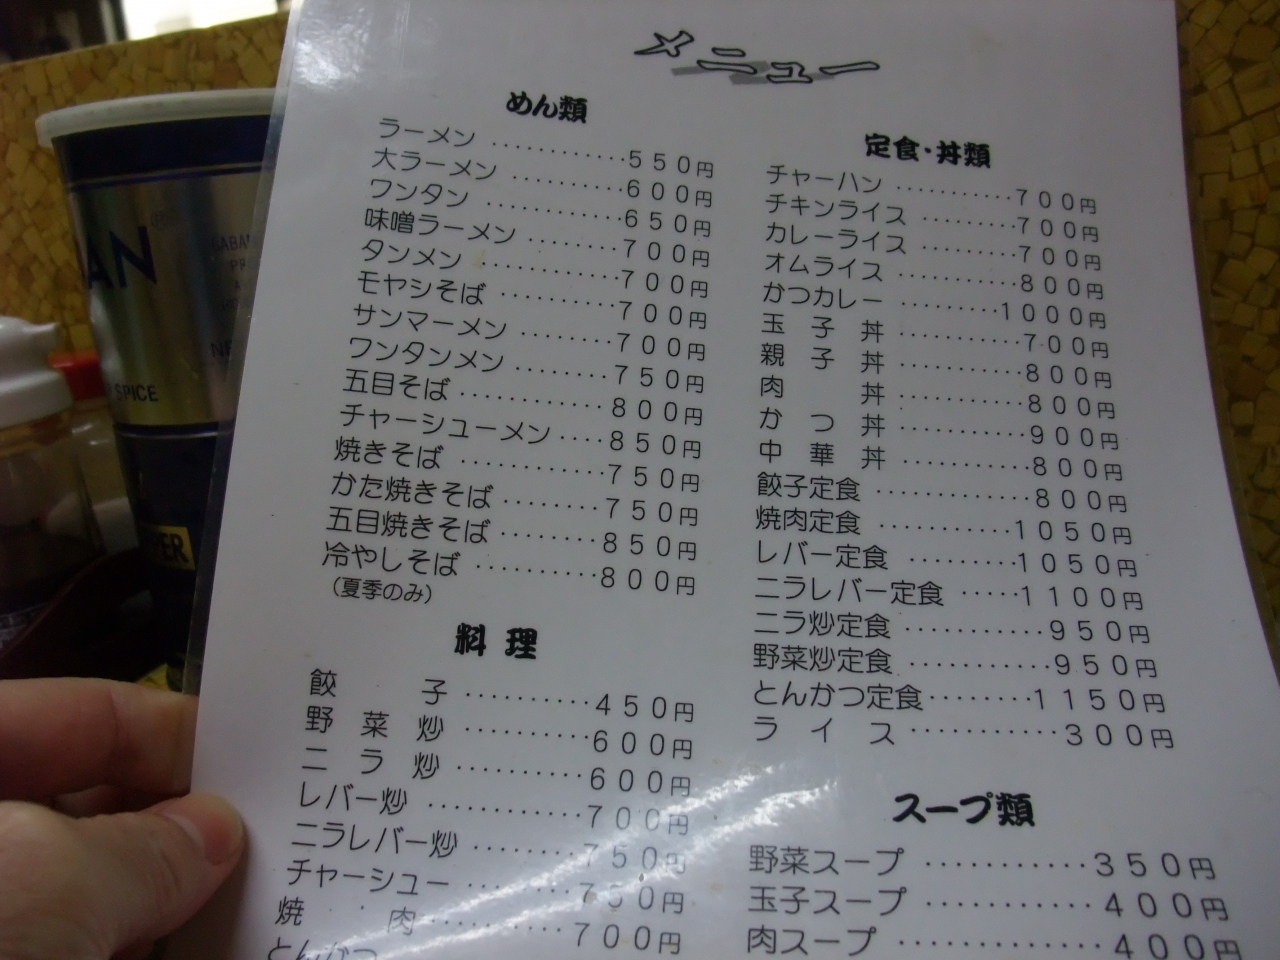 メニュー
めん類
ラーメン …………550円
大ラーメン ………600円
ワンタン …………650円
味噌ラーメン ……700円
タンメン …………700円
モヤシそば ………700円
サンマーメン ……700円
ワンタンメン ……750円
五目そば …………800円
チャーシューメン …850円
焼きそば …………750円
かた焼きそば ……750円
五目焼きそば ……850円
冷やしそば ………800円
(夏季のみ)
料理
餃子 …………450円
野菜炒 …………600円
ニラ炒 …………600円
レバー炒 …………700円
ニラレバー炒 ……750円
チャーシュー ……750円
焼肉 …………700円
とんかつ
定食・丼類
チャーハン …………700円
チキンライス ………700円
カレーライス ………700円
オムライス …………800円
かつカレー ………1000円
玉子丼 …………700円
親子丼 …………800円
肉丼 …………800円
かつ丼 …………900円
中華丼 …………800円
餃子定食 …………800円
焼肉定食 …………1050円
レバー定食 ………1050円
ニラレバー定食 ……1100円
ニラ炒定食 …………950円
野菜炒定食 …………950円
とんかつ定食 ………1150円
ライス …………300円
スープ類
野菜スープ …………350円
玉子スープ …………400円
肉スープ …………400円
AN
SPICE